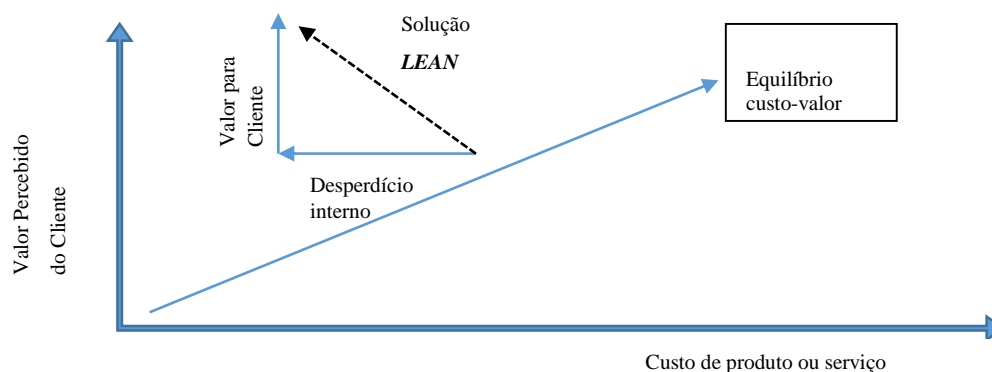 Solução
LEAN
Valor para
Cliente
Equilíbrio
custo-valor
Desperdício
interno
Valor Percebido
do Cliente
Custo de produto ou serviço